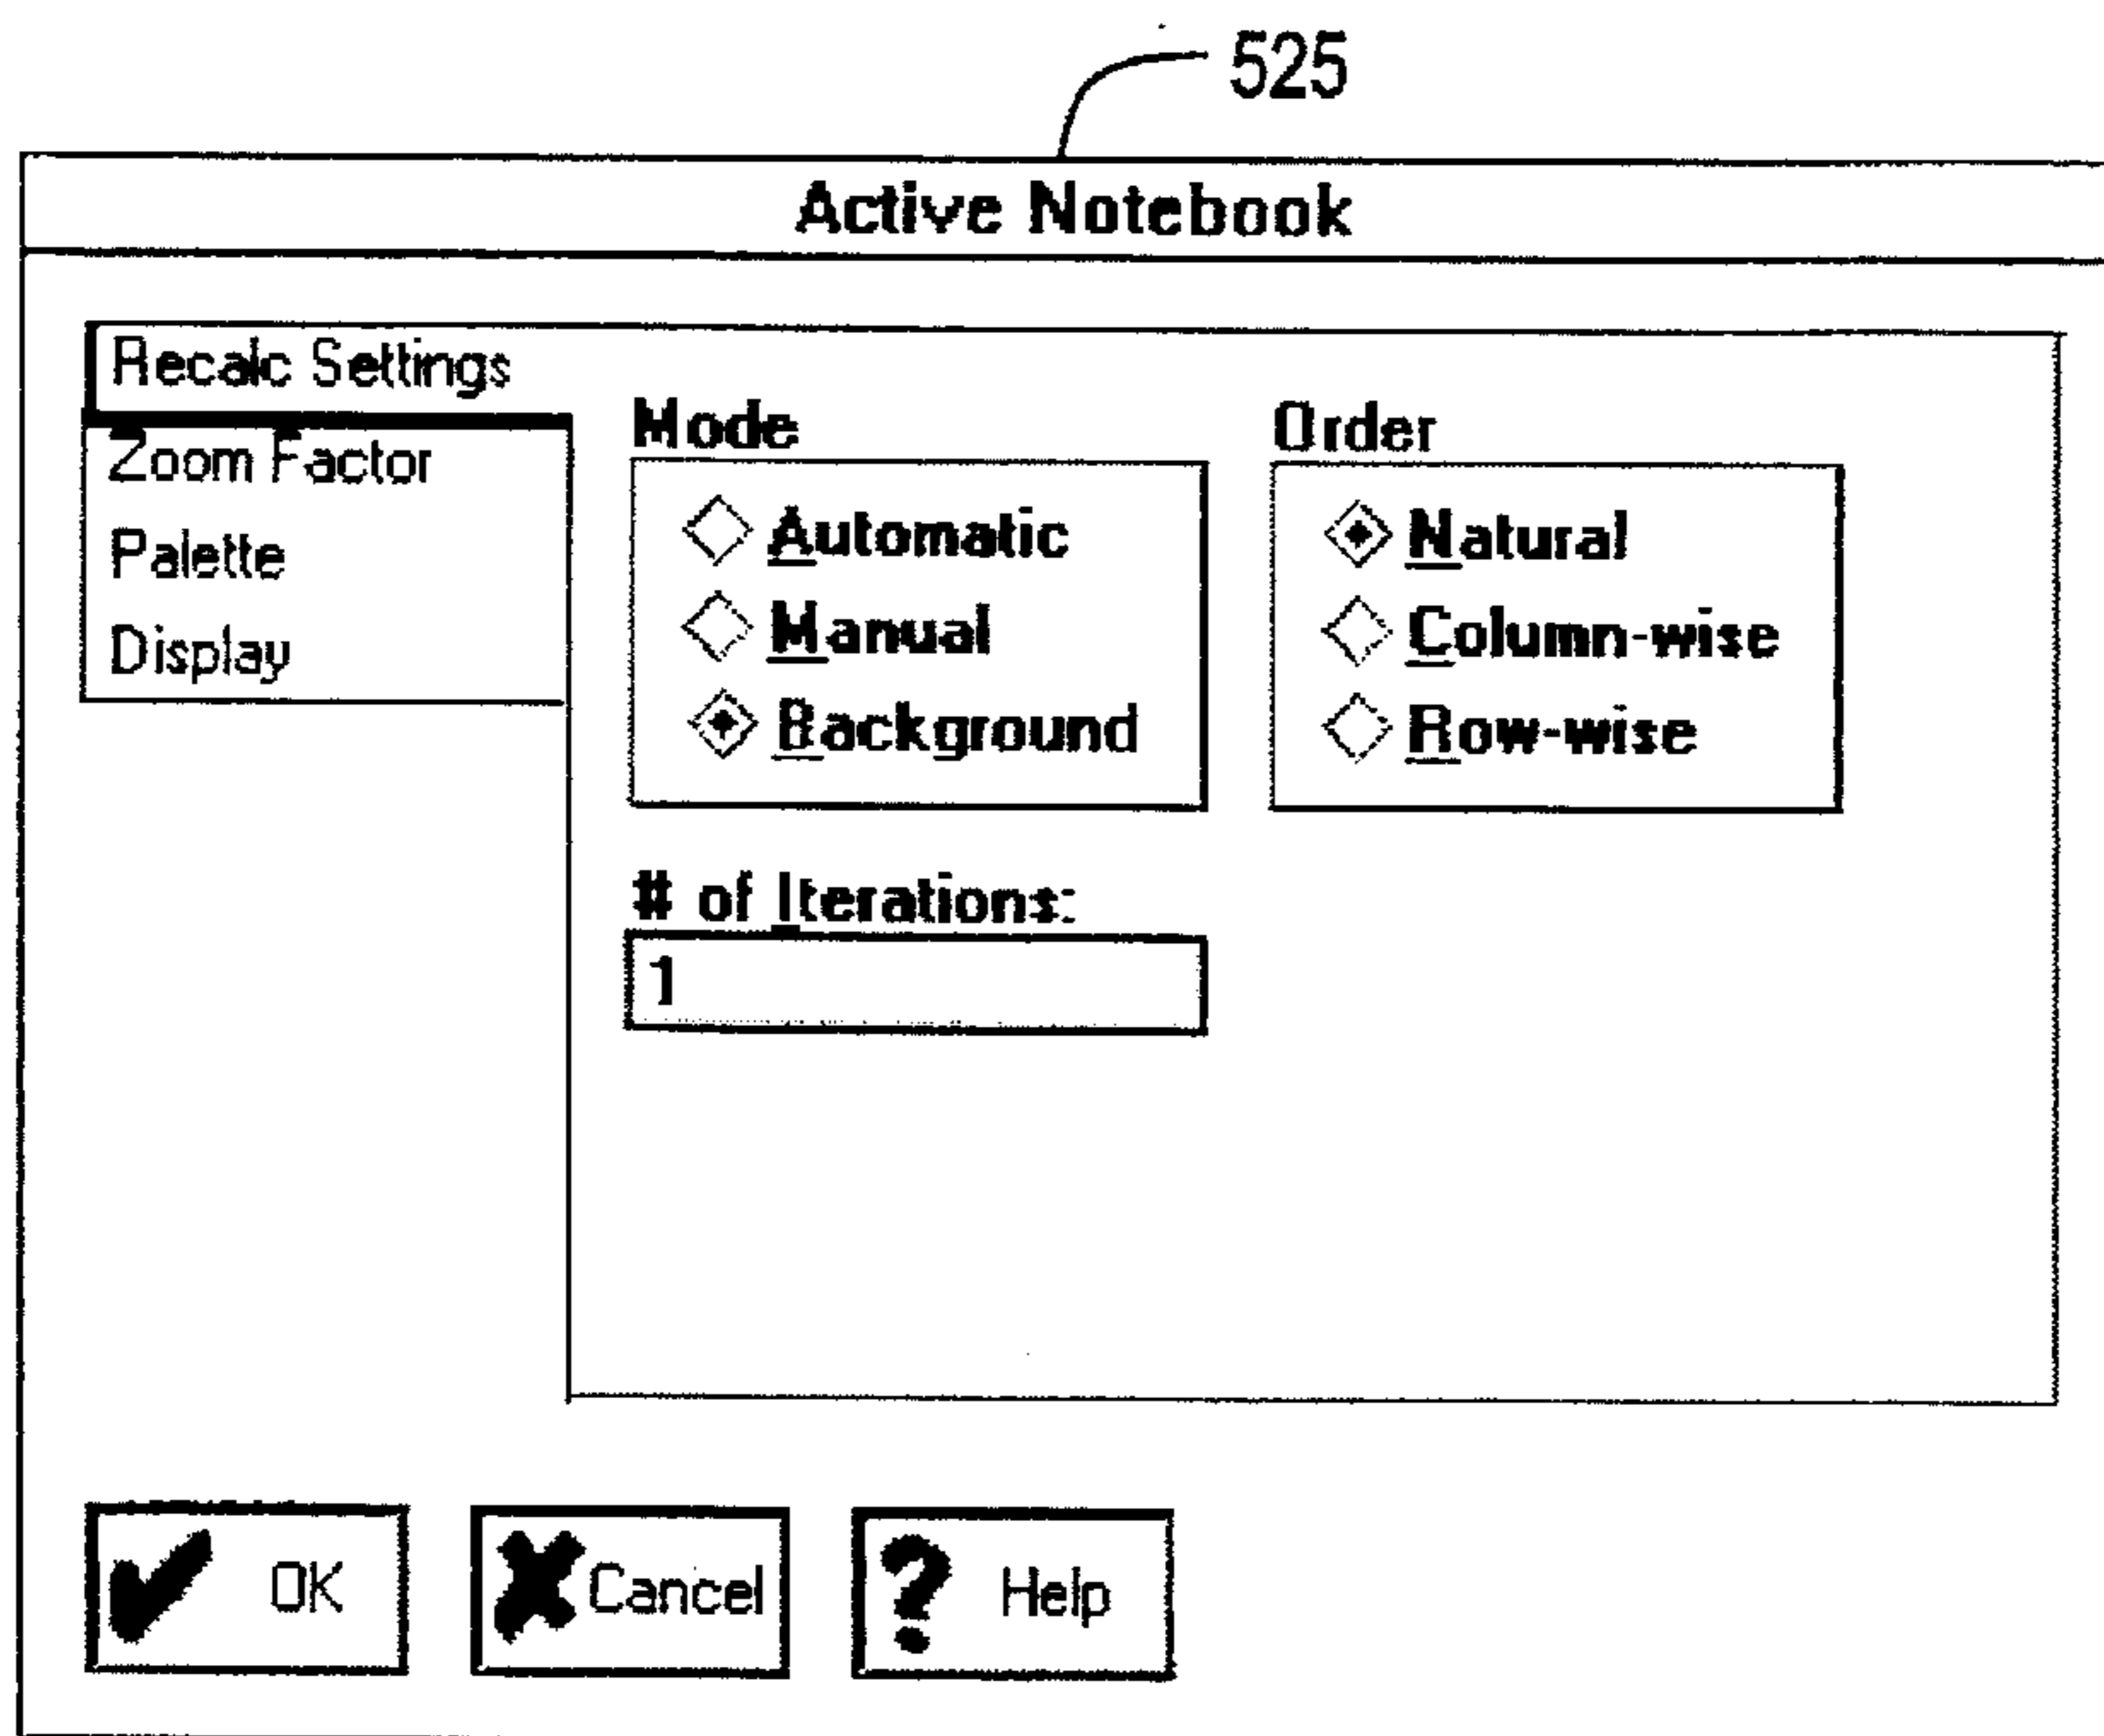 525
Active Notebook
Recalc Settings
Zoom Factor
Palette
Display
Mode
Automatic
Manual
Background
Order
Natural
Column-wise
Row-wise
# of Iterations:
1
OK
Cancel
Help